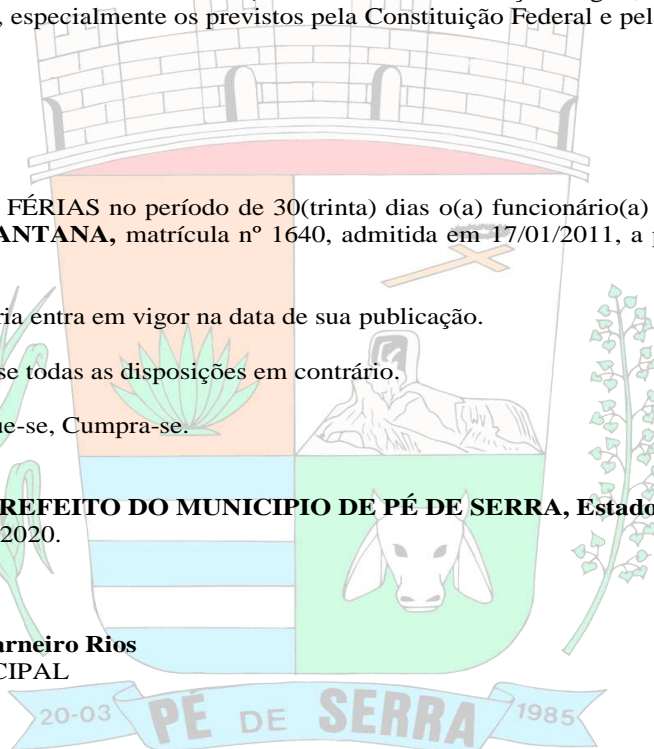 , especialmente os previstos pela Constituição Federal e pel
FÉRIAS no período de 30(trinta) dias o(a) funcionário(a)
ANTANA, matrícula nº 1640, admitida em 17/01/2011, a p
ria entra em vigor na data de sua publicação.
se todas as disposições em contrário.
ue-se, Cumpra-se.
REFEITO DO MUNICIPIO DE PÉ DE SERRA, Estado
2020.
arneiro Rios
CIPAL
20-03 PÉ DE SERRA 1985